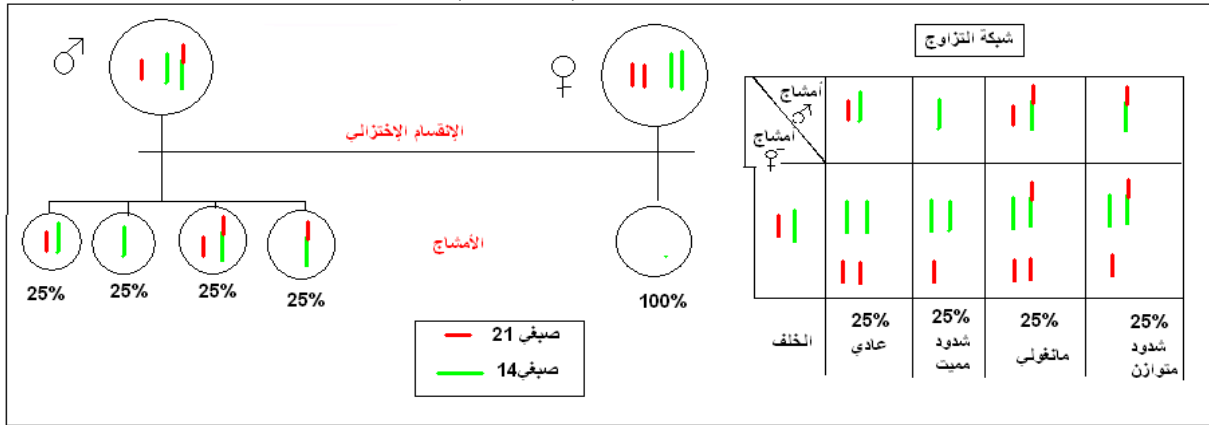 ♂
♀
الإنقسام الإختزالي
الأمشاج
25%
25%
25%
25%
100%
صبغي 21
صبغي14
شبكة التزاوج
أمشاج
♂
أمشاج
♀
الخلف
25%
عادي
25%
شدود
مميت
25%
مانغولي
25%
شدود
متوازن